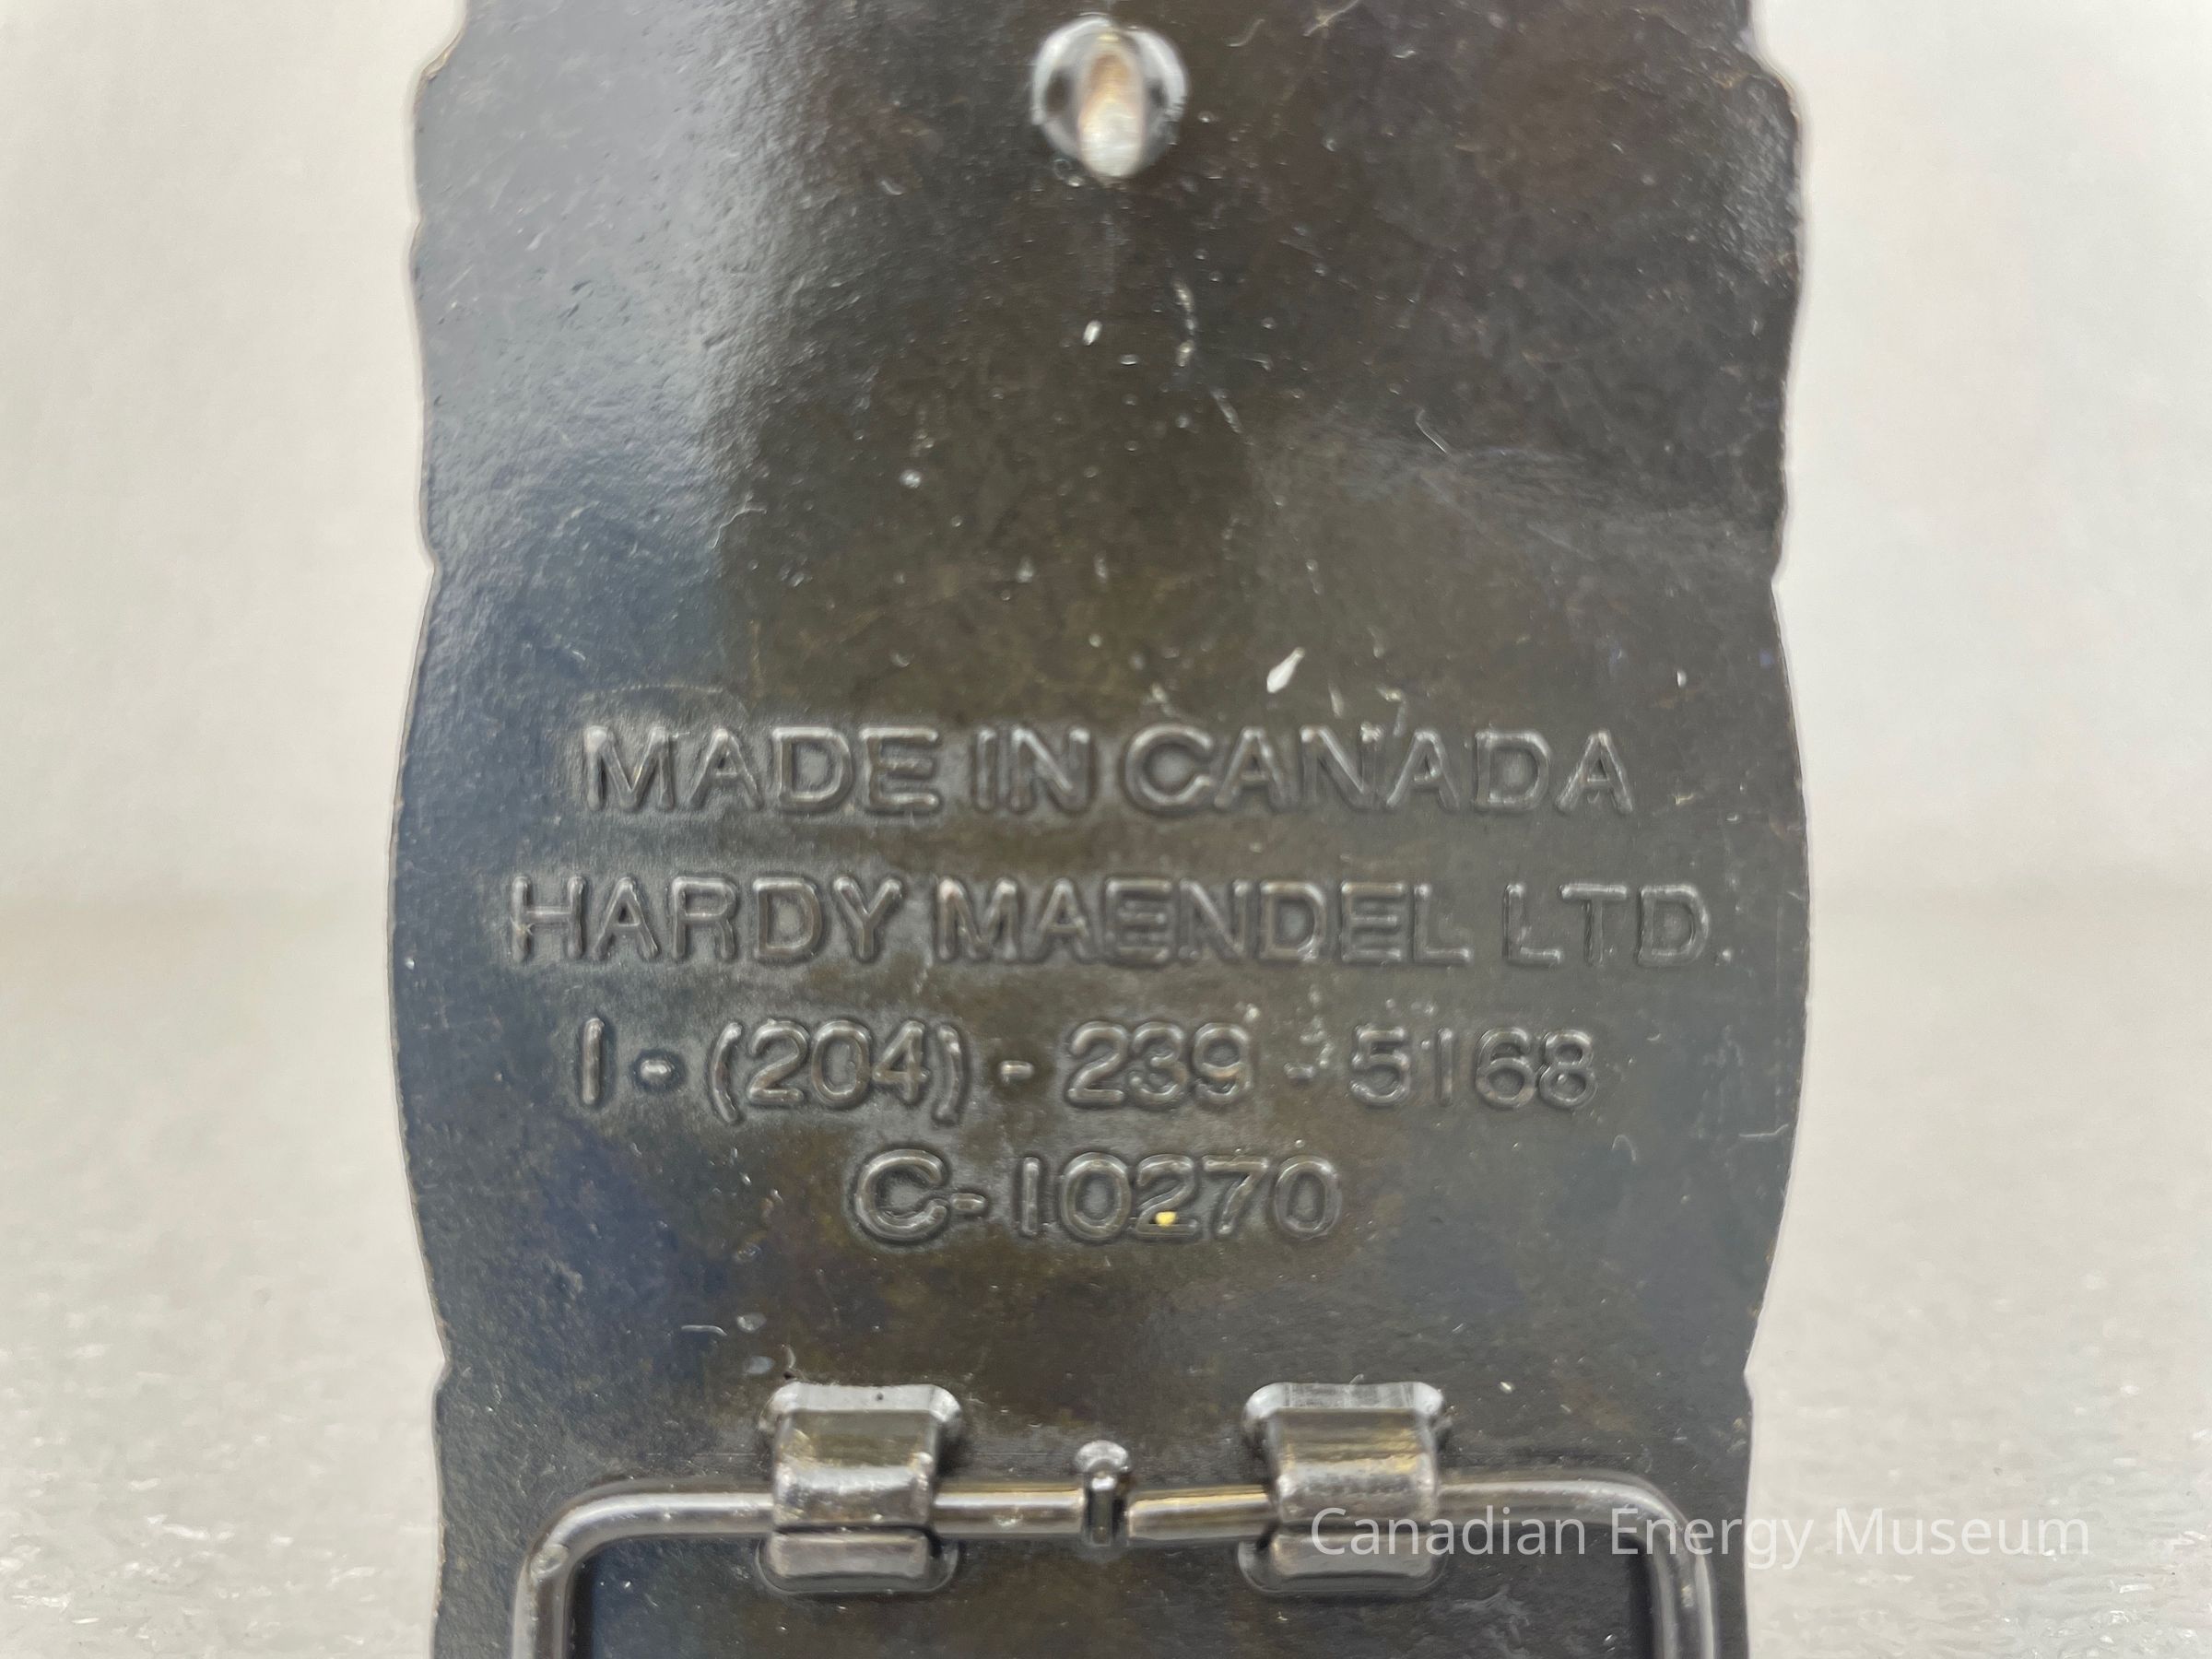 MADE IN CANADA
HARDY MAENDEL LTD.
1-(204)-239-5168
C-10270
Canadian Energy Museum